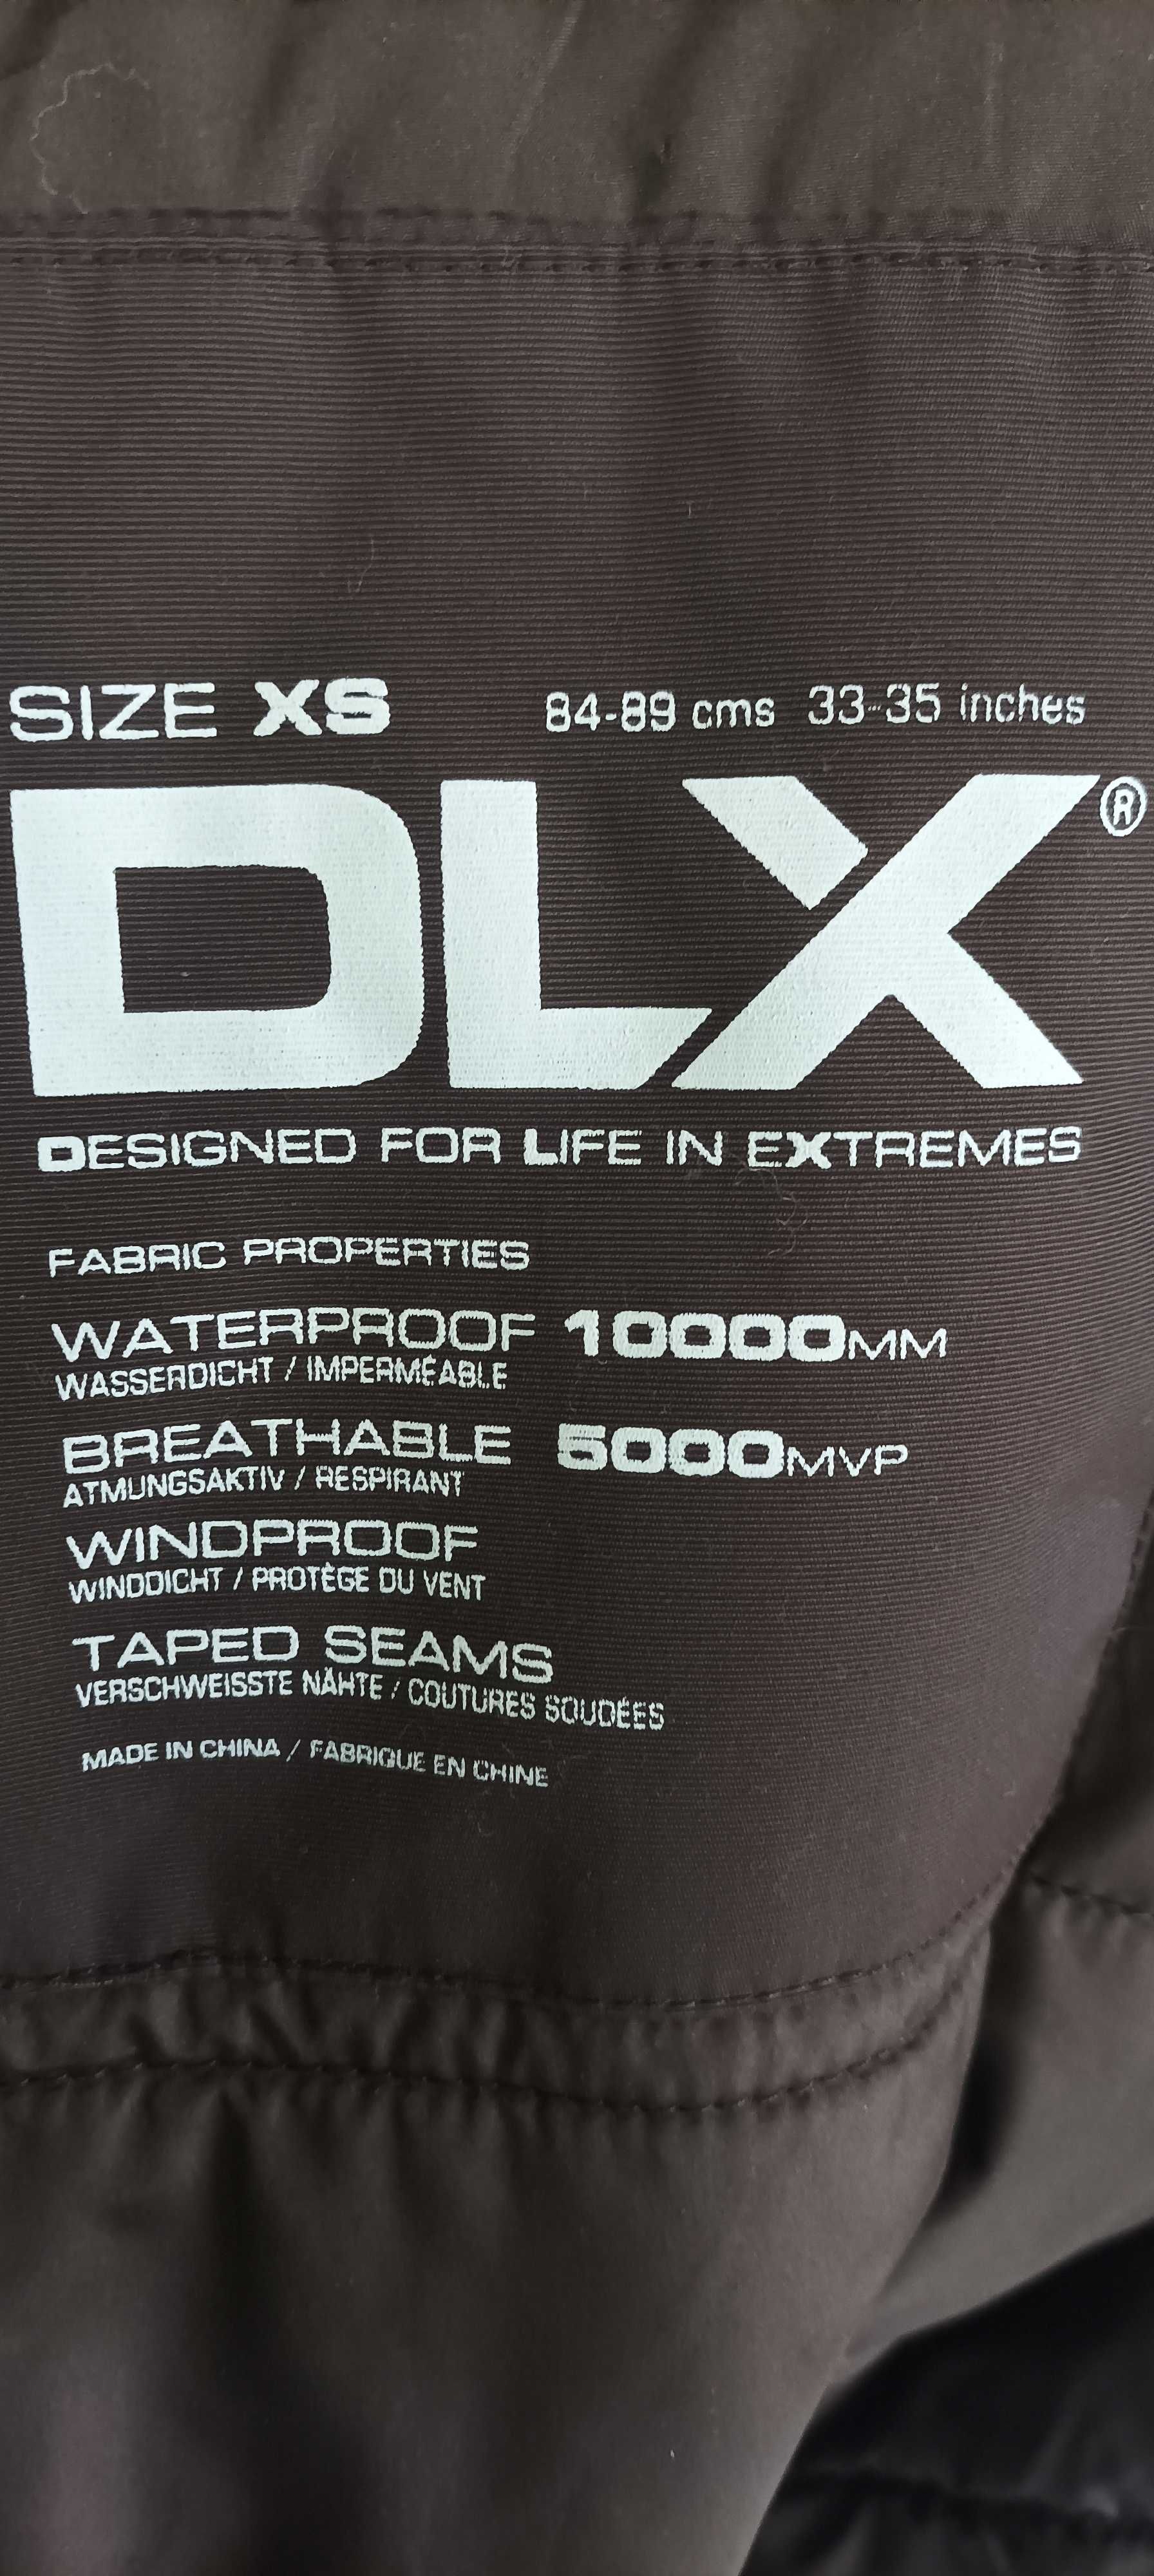 SIZE XS 84-89 cms 33-35 inches
DLX®
DESIGNED FOR LIFE IN EXTREMES
FABRIC PROPERTIES
WATERPROOF 10000MM
WASSERDICHT / IMPERMÉABLE
BREATHABLE 5000MVP
ATMUNGSAKTIV / RESPIRANT
WINDPROOF
WINDDICHT / PROTÈGE DU VENT
TAPED SEAMS
VERSCHWEISSTE NÄHTE / COUTURES SOUDÉES
MADE IN CHINA / FABRIQUE EN CHINE